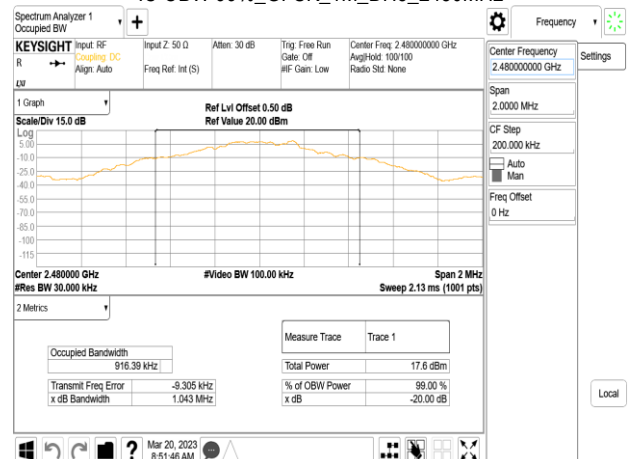 Spectrum Analyzer 1
Occupied BW
+
Frequency
KEYSIGHT
R
LXI
Input: RF
Coupling: DC
Align: Auto
Input Z: 50 Ω
Freq Ref: Int (S)
Atten: 30 dB
Trig: Free Run
Gate: Off
#IF Gain: Low
Center Freq: 2.480000000 GHz
Avg|Hold: 100/100
Radio Std: None
Center Frequency
2.480000000 GHz
Settings
Span
2.0000 MHz
CF Step
200.000 kHz
Auto
Man
Freq Offset
0 Hz
Local
1 Graph
Scale/Div 15.0 dB
Ref Lvl Offset 0.50 dB
Ref Value 20.00 dBm
Log
5.00
-10.0
-25.0
-40.0
-55.0
-70.0
-85.0
-100
-115
Center 2.480000 GHz
#Video BW 100.00 kHz
Span 2 MHz
#Res BW 30.000 kHz
Sweep 2.13 ms (1001 pts)
2 Metrics
Measure Trace Trace 1
Occupied Bandwidth
916.39 kHz
Total Power 17.6 dBm
Transmit Freq Error -9.305 kHz
% of OBW Power 99.00 %
x dB Bandwidth 1.043 MHz
x dB -20.00 dB
?
Mar 20, 2023
8:51:46 AM